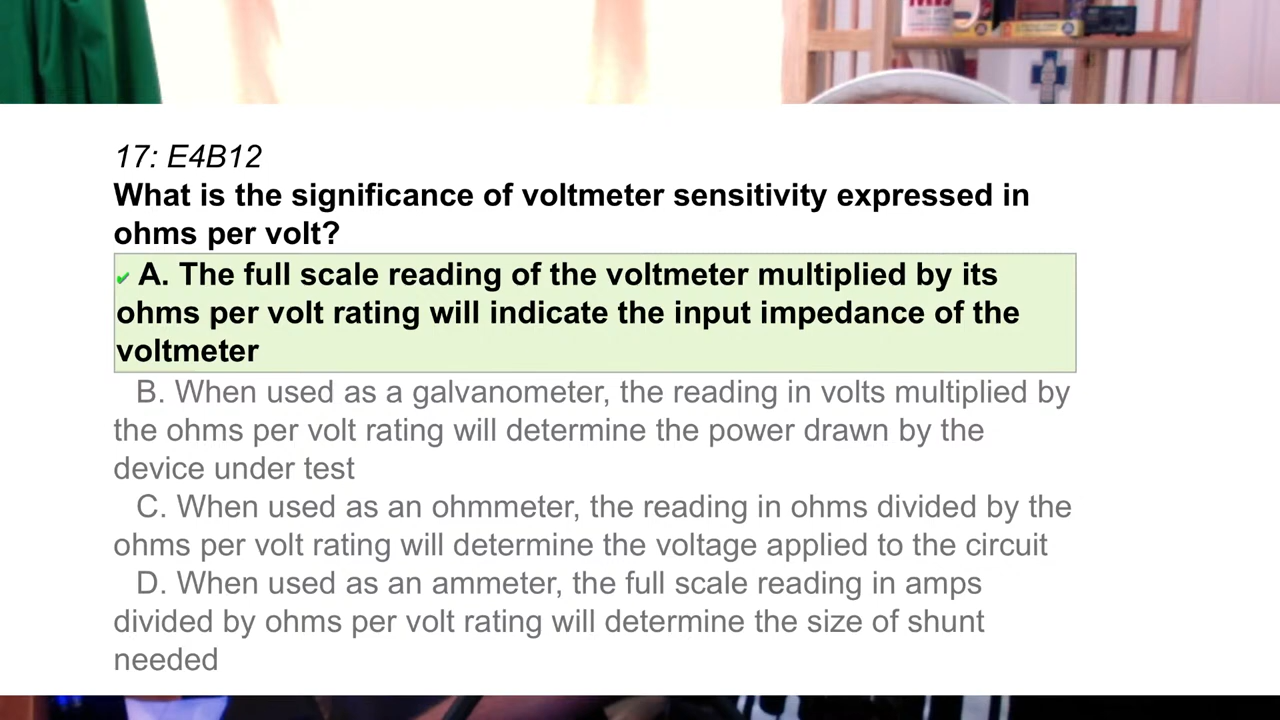 17: E4B12
What is the significance of voltmeter sensitivity expressed in
ohms per volt?
✔ A. The full scale reading of the voltmeter multiplied by its
ohms per volt rating will indicate the input impedance of the
voltmeter
B. When used as a galvanometer, the reading in volts multiplied by
the ohms per volt rating will determine the power drawn by the
device under test
C. When used as an ohmmeter, the reading in ohms divided by the
ohms per volt rating will determine the voltage applied to the circuit
D. When used as an ammeter, the full scale reading in amps
divided by ohms per volt rating will determine the size of shunt
needed